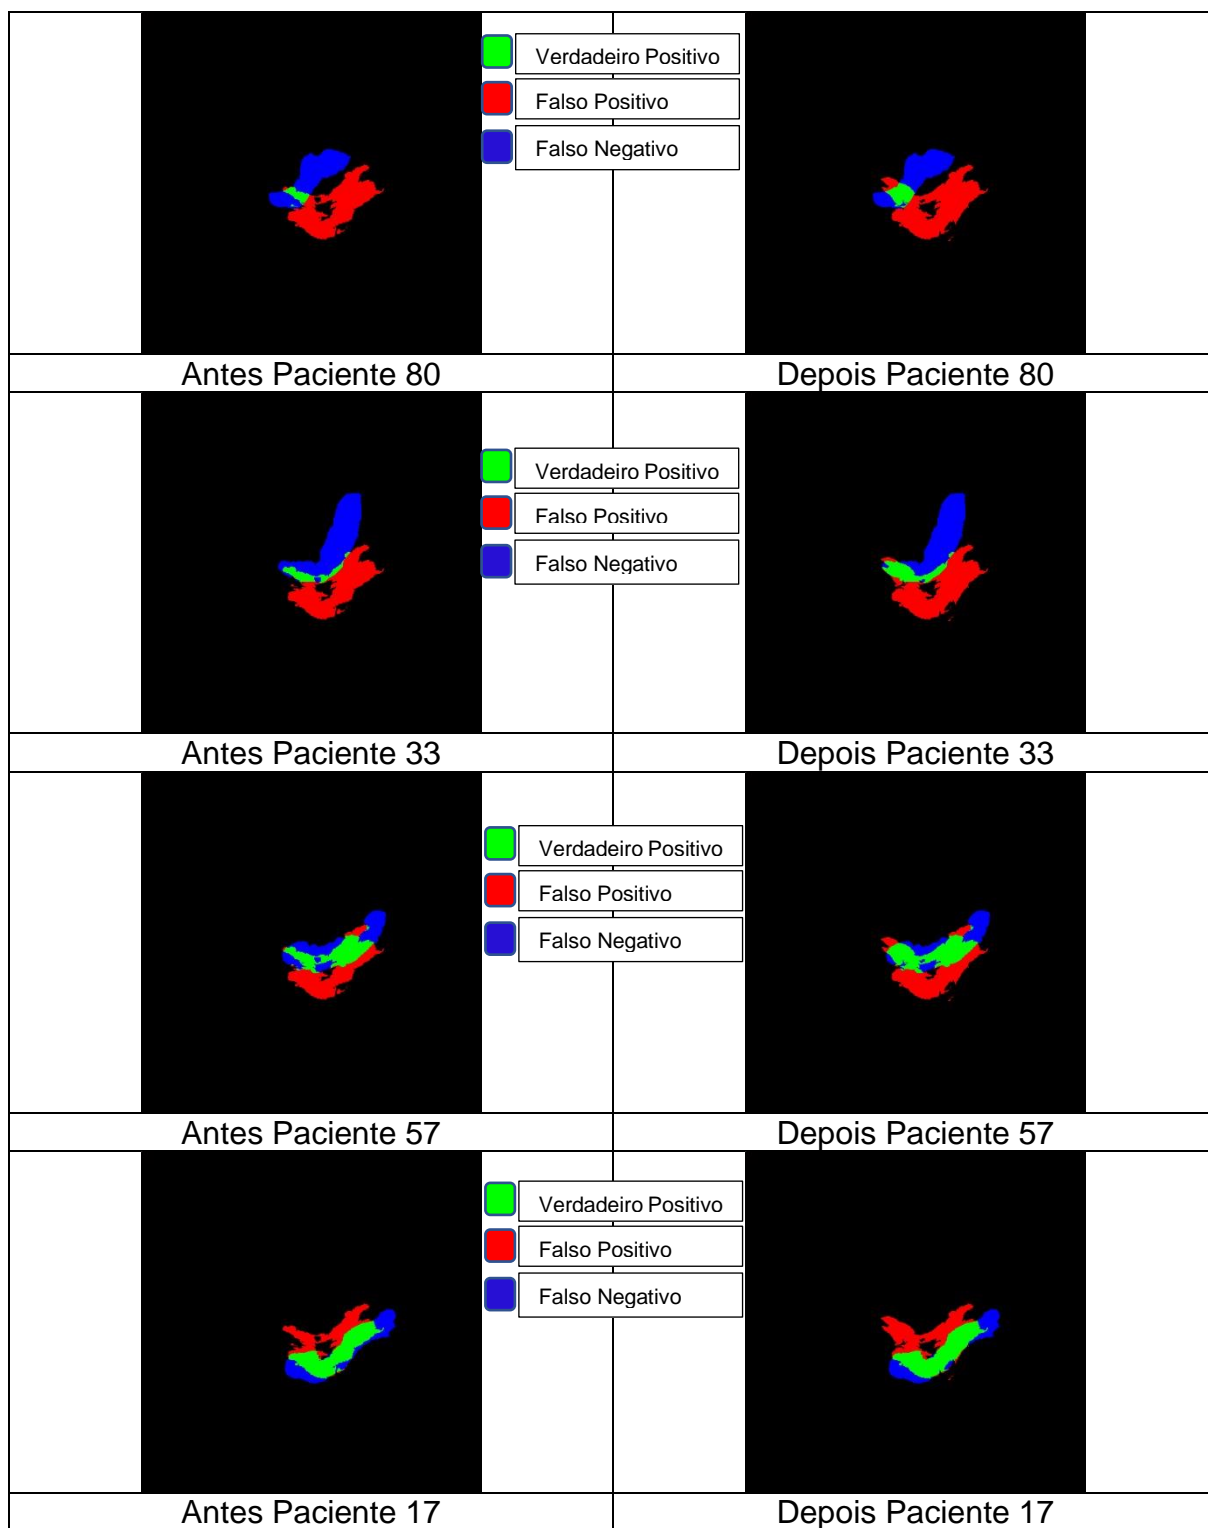 Verdadeiro Positivo
Falso Positivo
Falso Negativo
Antes Paciente 80
Depois Paciente 80
Verdadeiro Positivo
Falso Positivo
Falso Negativo
Antes Paciente 33
Depois Paciente 33
Verdadeiro Positivo
Falso Positivo
Falso Negativo
Antes Paciente 57
Depois Paciente 57
Verdadeiro Positivo
Falso Positivo
Falso Negativo
Antes Paciente 17
Depois Paciente 17